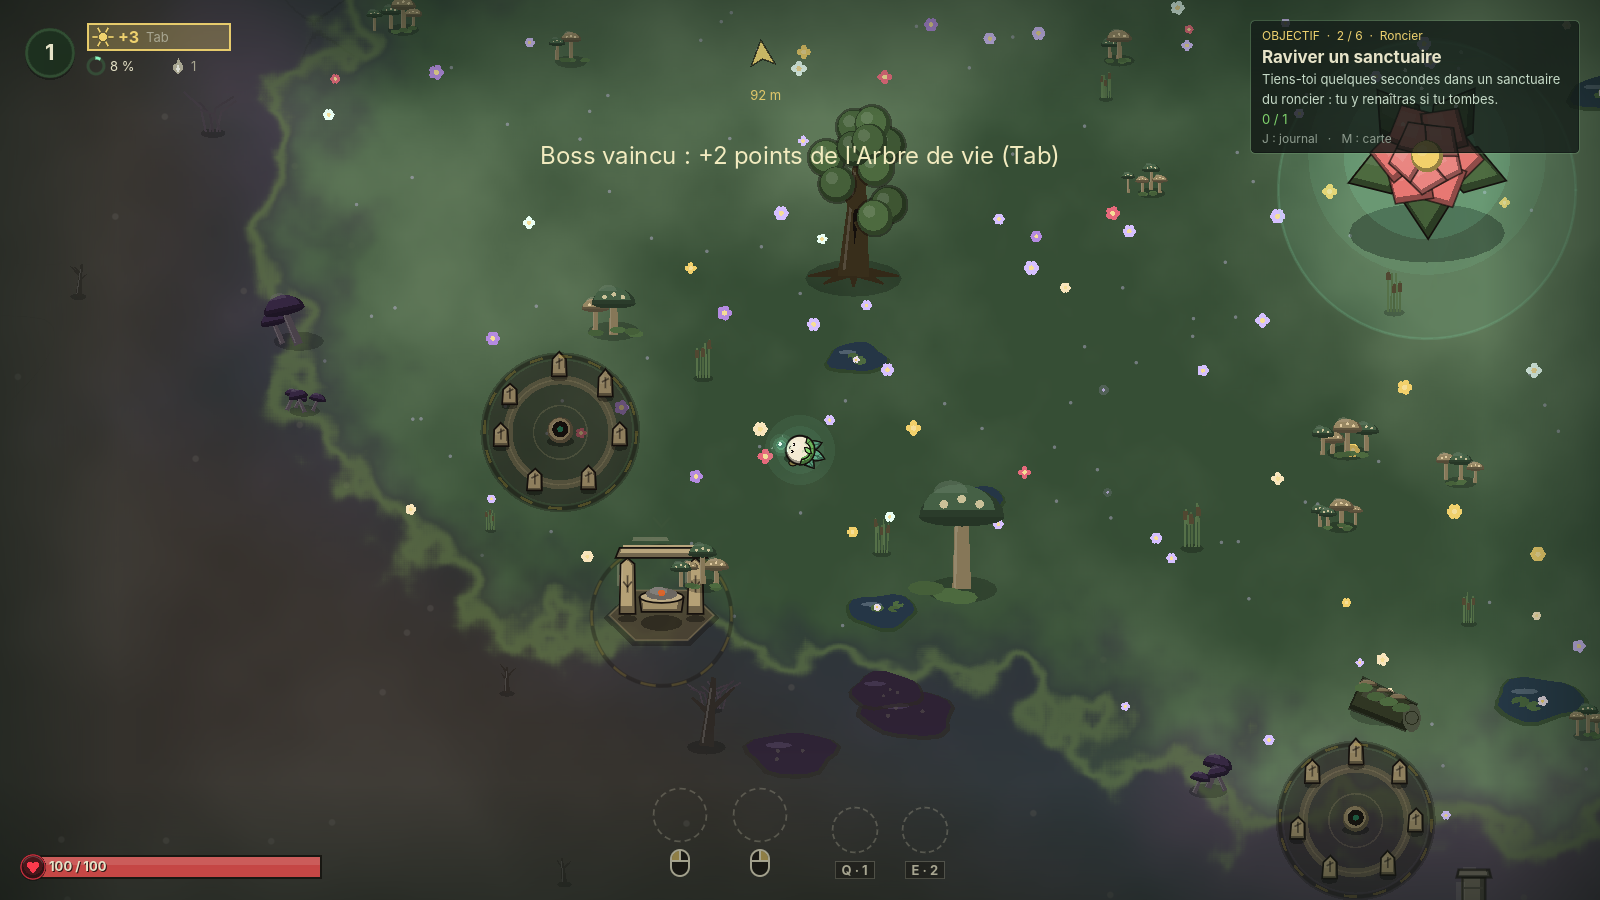 1
+3 Tab
8 %
1
92 m
OBJECTIF · 2 / 6 · Roncier
Raviver un sanctuaire
Tiens-toi quelques secondes dans un sanctuaire
du roncier : tu y renaîtras si tu tombes.
0 / 1
J : journal · M : carte
Boss vaincu : +2 points de l'Arbre de vie (Tab)
100 / 100
Q · 1
E · 2